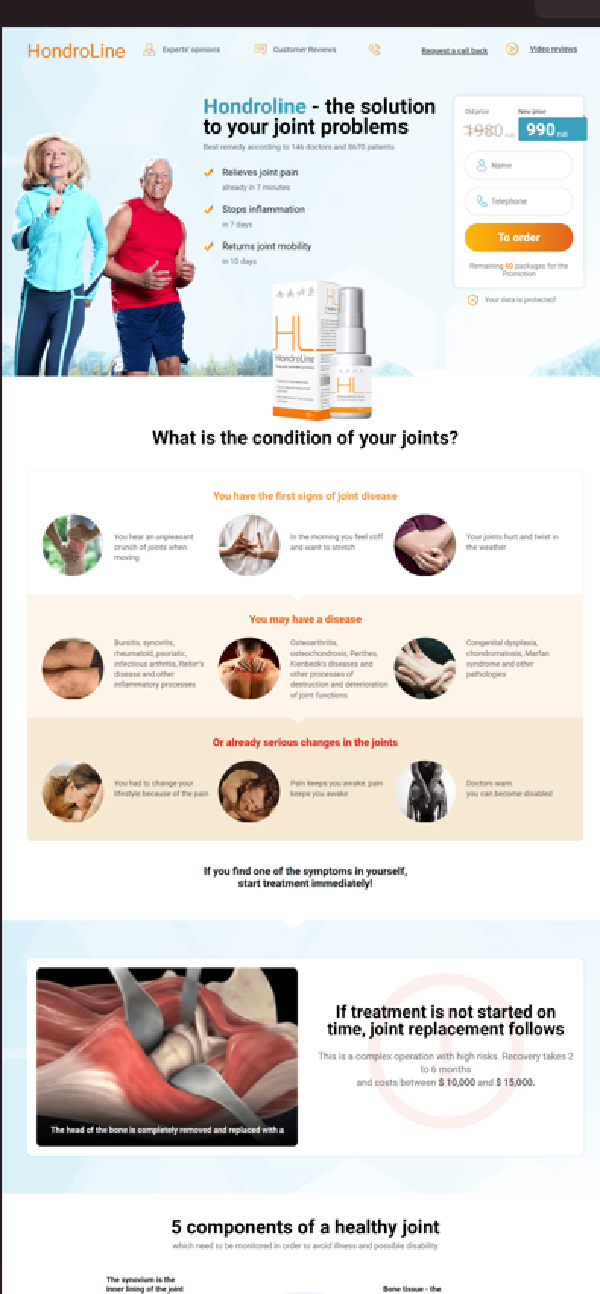 HondroLine
Experts' opinions
Customer Reviews
Request a call back
Video reviews
Hondroline - the solution
to your joint problems
Best remedy according to 146 doctors and 8670 patients
Relieves joint pain
already in 7 minutes
Stops inflammation
in 7 days
Returns joint mobility
in 10 days
Old price
New price
1980 rub
990 rub
Name
Telephone
To order
Remaining 60 packages for the
Promotion
Your data is protected!
HL
HondroLine
HL
What is the condition of your joints?
You have the first signs of joint disease
You hear an unpleasant
crunch of joints when
moving
In the morning you feel stiff
and want to stretch
Your joints hurt and twist in
the weather
You may have a disease
Bursitis, synovitis,
rheumatoid, psoriatic,
infectious arthritis, Reiter's
disease and other
inflammatory processes
Osteoarthritis,
osteochondrosis, Perthes,
Kienbeck's diseases and
other processes of
destruction and deterioration
of joint functions
Congenital dysplasia,
chondromatosis, Marfan
syndrome and other
pathologies
Or already serious changes in the joints
You had to change your
lifestyle because of the pain
Pain keeps you awake, pain
keeps you awake
Doctors warn:
you can become disabled
If you find one of the symptoms in yourself,
start treatment immediately!
The head of the bone is completely removed and replaced with a
If treatment is not started on
time, joint replacement follows
This is a complex operation with high risks. Recovery takes 2
to 6 months
and costs between $ 10,000 and $ 15,000.
5 components of a healthy joint
which need to be monitored in order to avoid illness and possible disability
The synovium is the
inner lining of the joint
Bone tissue - the